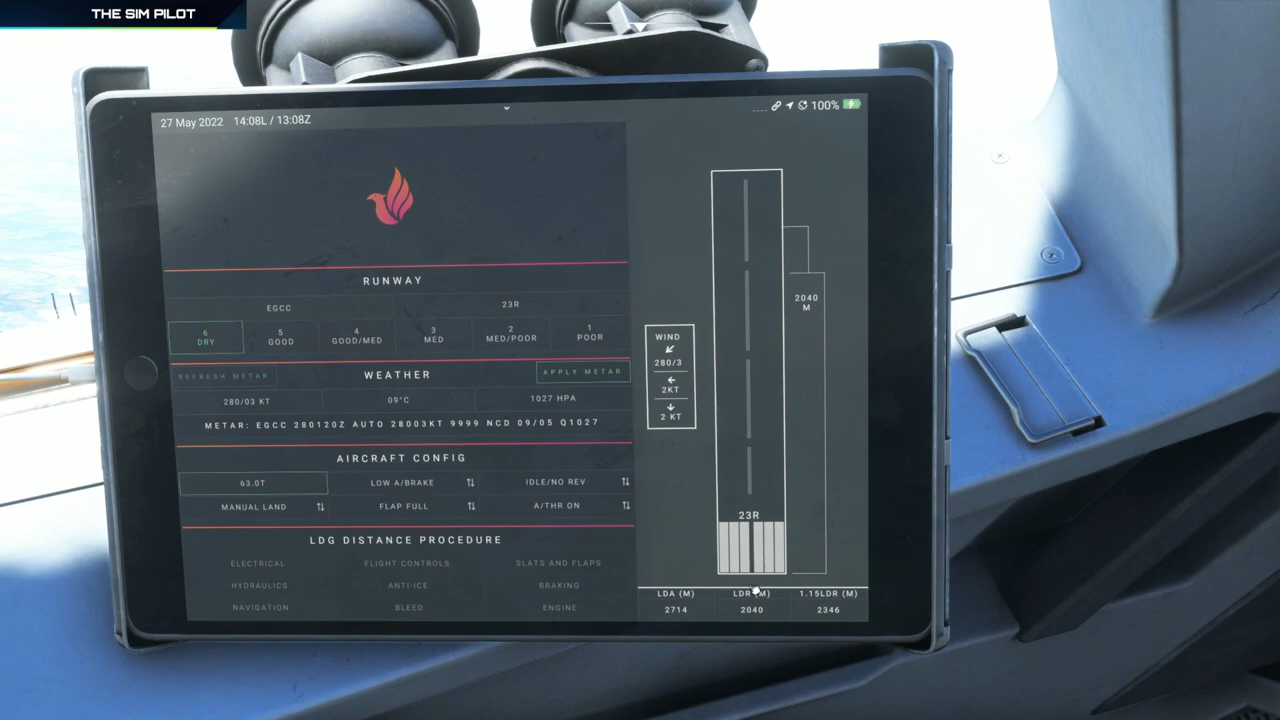 THE SIM PILOT
27 May 2022 14:08L / 13:08Z
100%
RUNWAY
EGCC 23R
6 DRY 5 GOOD 4 GOOD/MED 3 MED 2 MED/POOR 1 POOR
REFRESH METAR WEATHER APPLY METAR
280/03 KT 09°C 1027 HPA
METAR: EGCC 280120Z AUTO 28003KT 9999 NCD 09/05 Q1027
AIRCRAFT CONFIG
63.0T LOW A/BRAKE IDLE/NO REV
MANUAL LAND FLAP FULL A/THR ON
LDG DISTANCE PROCEDURE
ELECTRICAL FLIGHT CONTROLS SLATS AND FLAPS
HYDRAULICS ANTI-ICE BRAKING
NAVIGATION BLEED ENGINE
WIND
280/3
2KT
2 KT
2040
M
23R
LDA (M) LDR (M) 1.15LDR (M)
2714 2040 2346